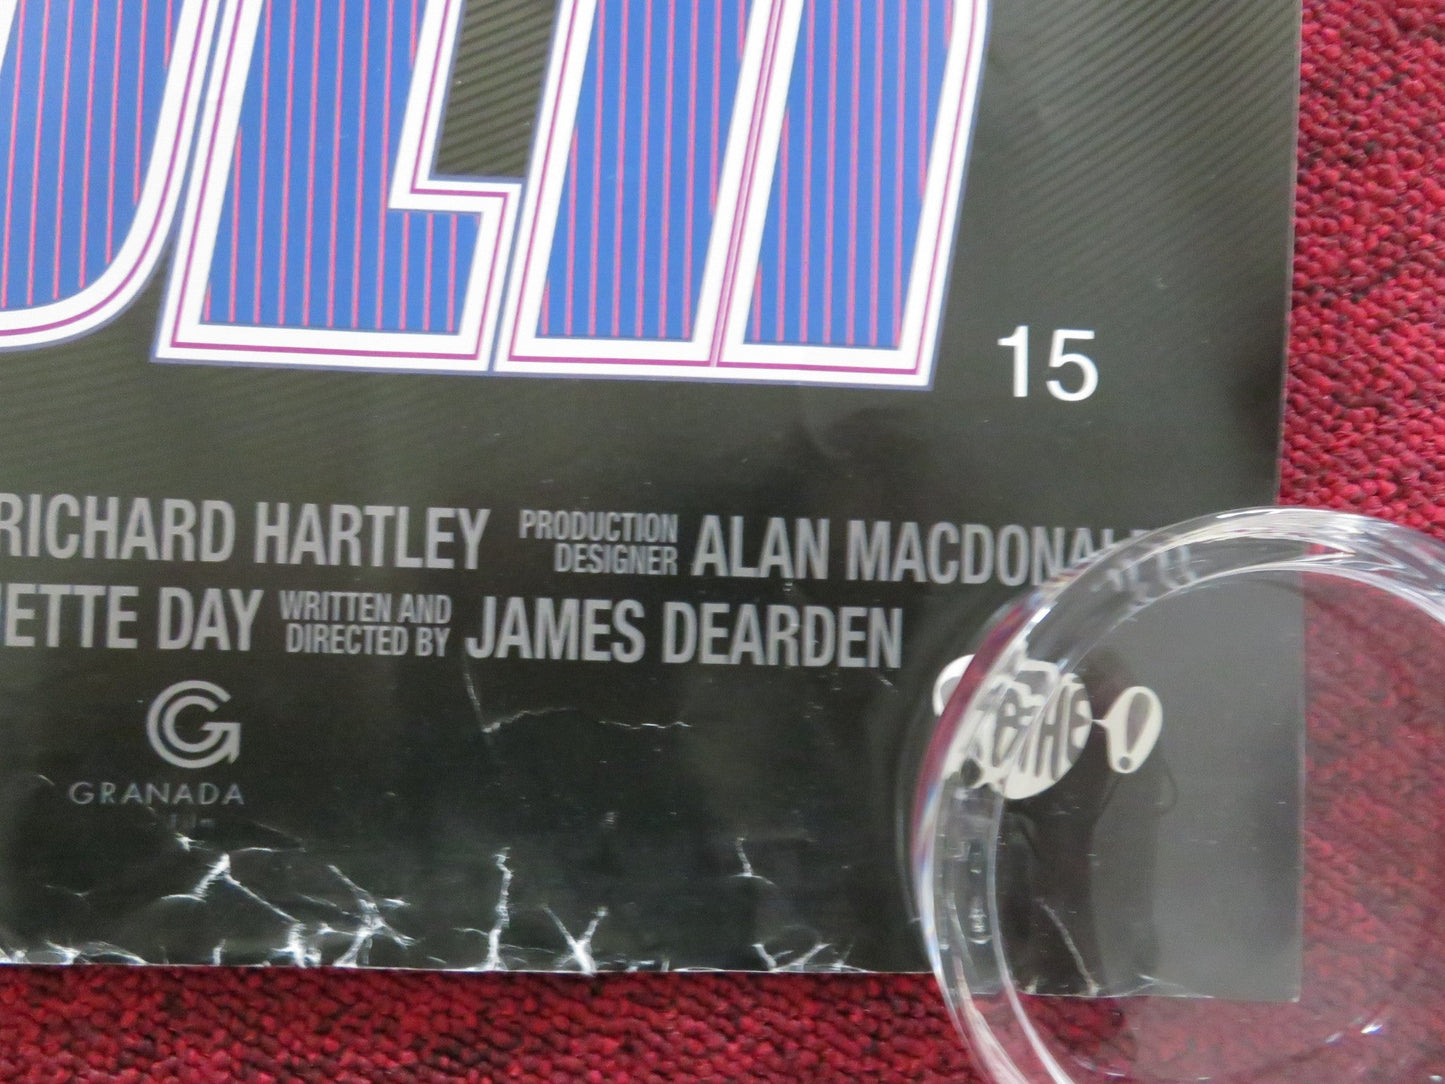 15
RICHARD HARTLEY PRODUCTION DESIGNER ALAN MACDONALD
ETTE DAY WRITTEN AND DIRECTED BY JAMES DEARDEN
G
GRANADA